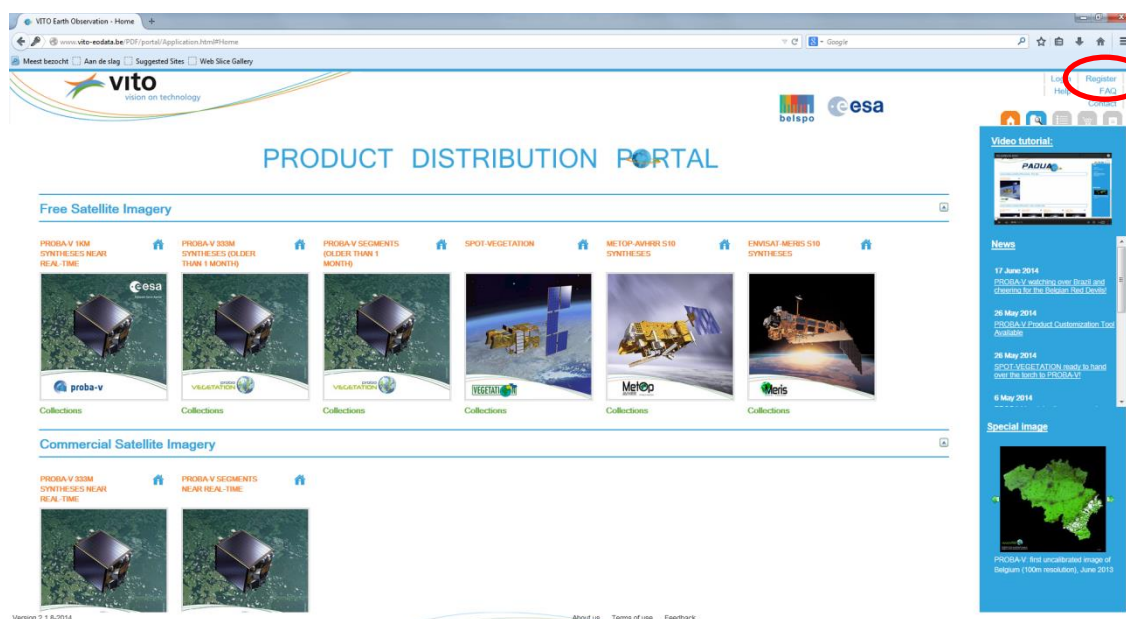 VITO Earth Observation - Home
www.vito-eodata.be/PDF/portal/Application.html#Home
Google
Meest bezocht Aan de slag Suggested Sites Web Slice Gallery
vito
vision on technology
belspo
esa
Login Register
Help FAQ
Contact
PRODUCT DISTRIBUTION PORTAL
Free Satellite Imagery
PROBA-V 1KM
SYNTHESES NEAR
REAL-TIME
esa
proba-v
Collections
PROBA-V 333M
SYNTHESES (OLDER
THAN 1 MONTH)
VEGETATION
Collections
PROBA-V SEGMENTS
(OLDER THAN 1
MONTH)
VEGETATION
Collections
SPOT-VEGETATION
VEGETATION
Collections
METOP-AVHRR S10
SYNTHESES
Metop
Collections
ENVISAT-MERIS S10
SYNTHESES
Meris
Collections
Commercial Satellite Imagery
PROBA-V 333M
SYNTHESES NEAR
REAL-TIME
PROBA-V SEGMENTS
NEAR REAL-TIME
Video tutorial:
PADUA
News
17 June 2014
PROBA-V watching over Brazil and
cheering for the Belgian Red Devils!
26 May 2014
PROBA-V Product Customization Tool
Available
26 May 2014
SPOT-VEGETATION ready to hand
over the torch to PROBA-V!
6 May 2014
Special image
PROBA-V: first uncalibrated image of
Belgium (100m resolution), June 2013
Version 2.1.6-2014
About us Terms of use Feedback